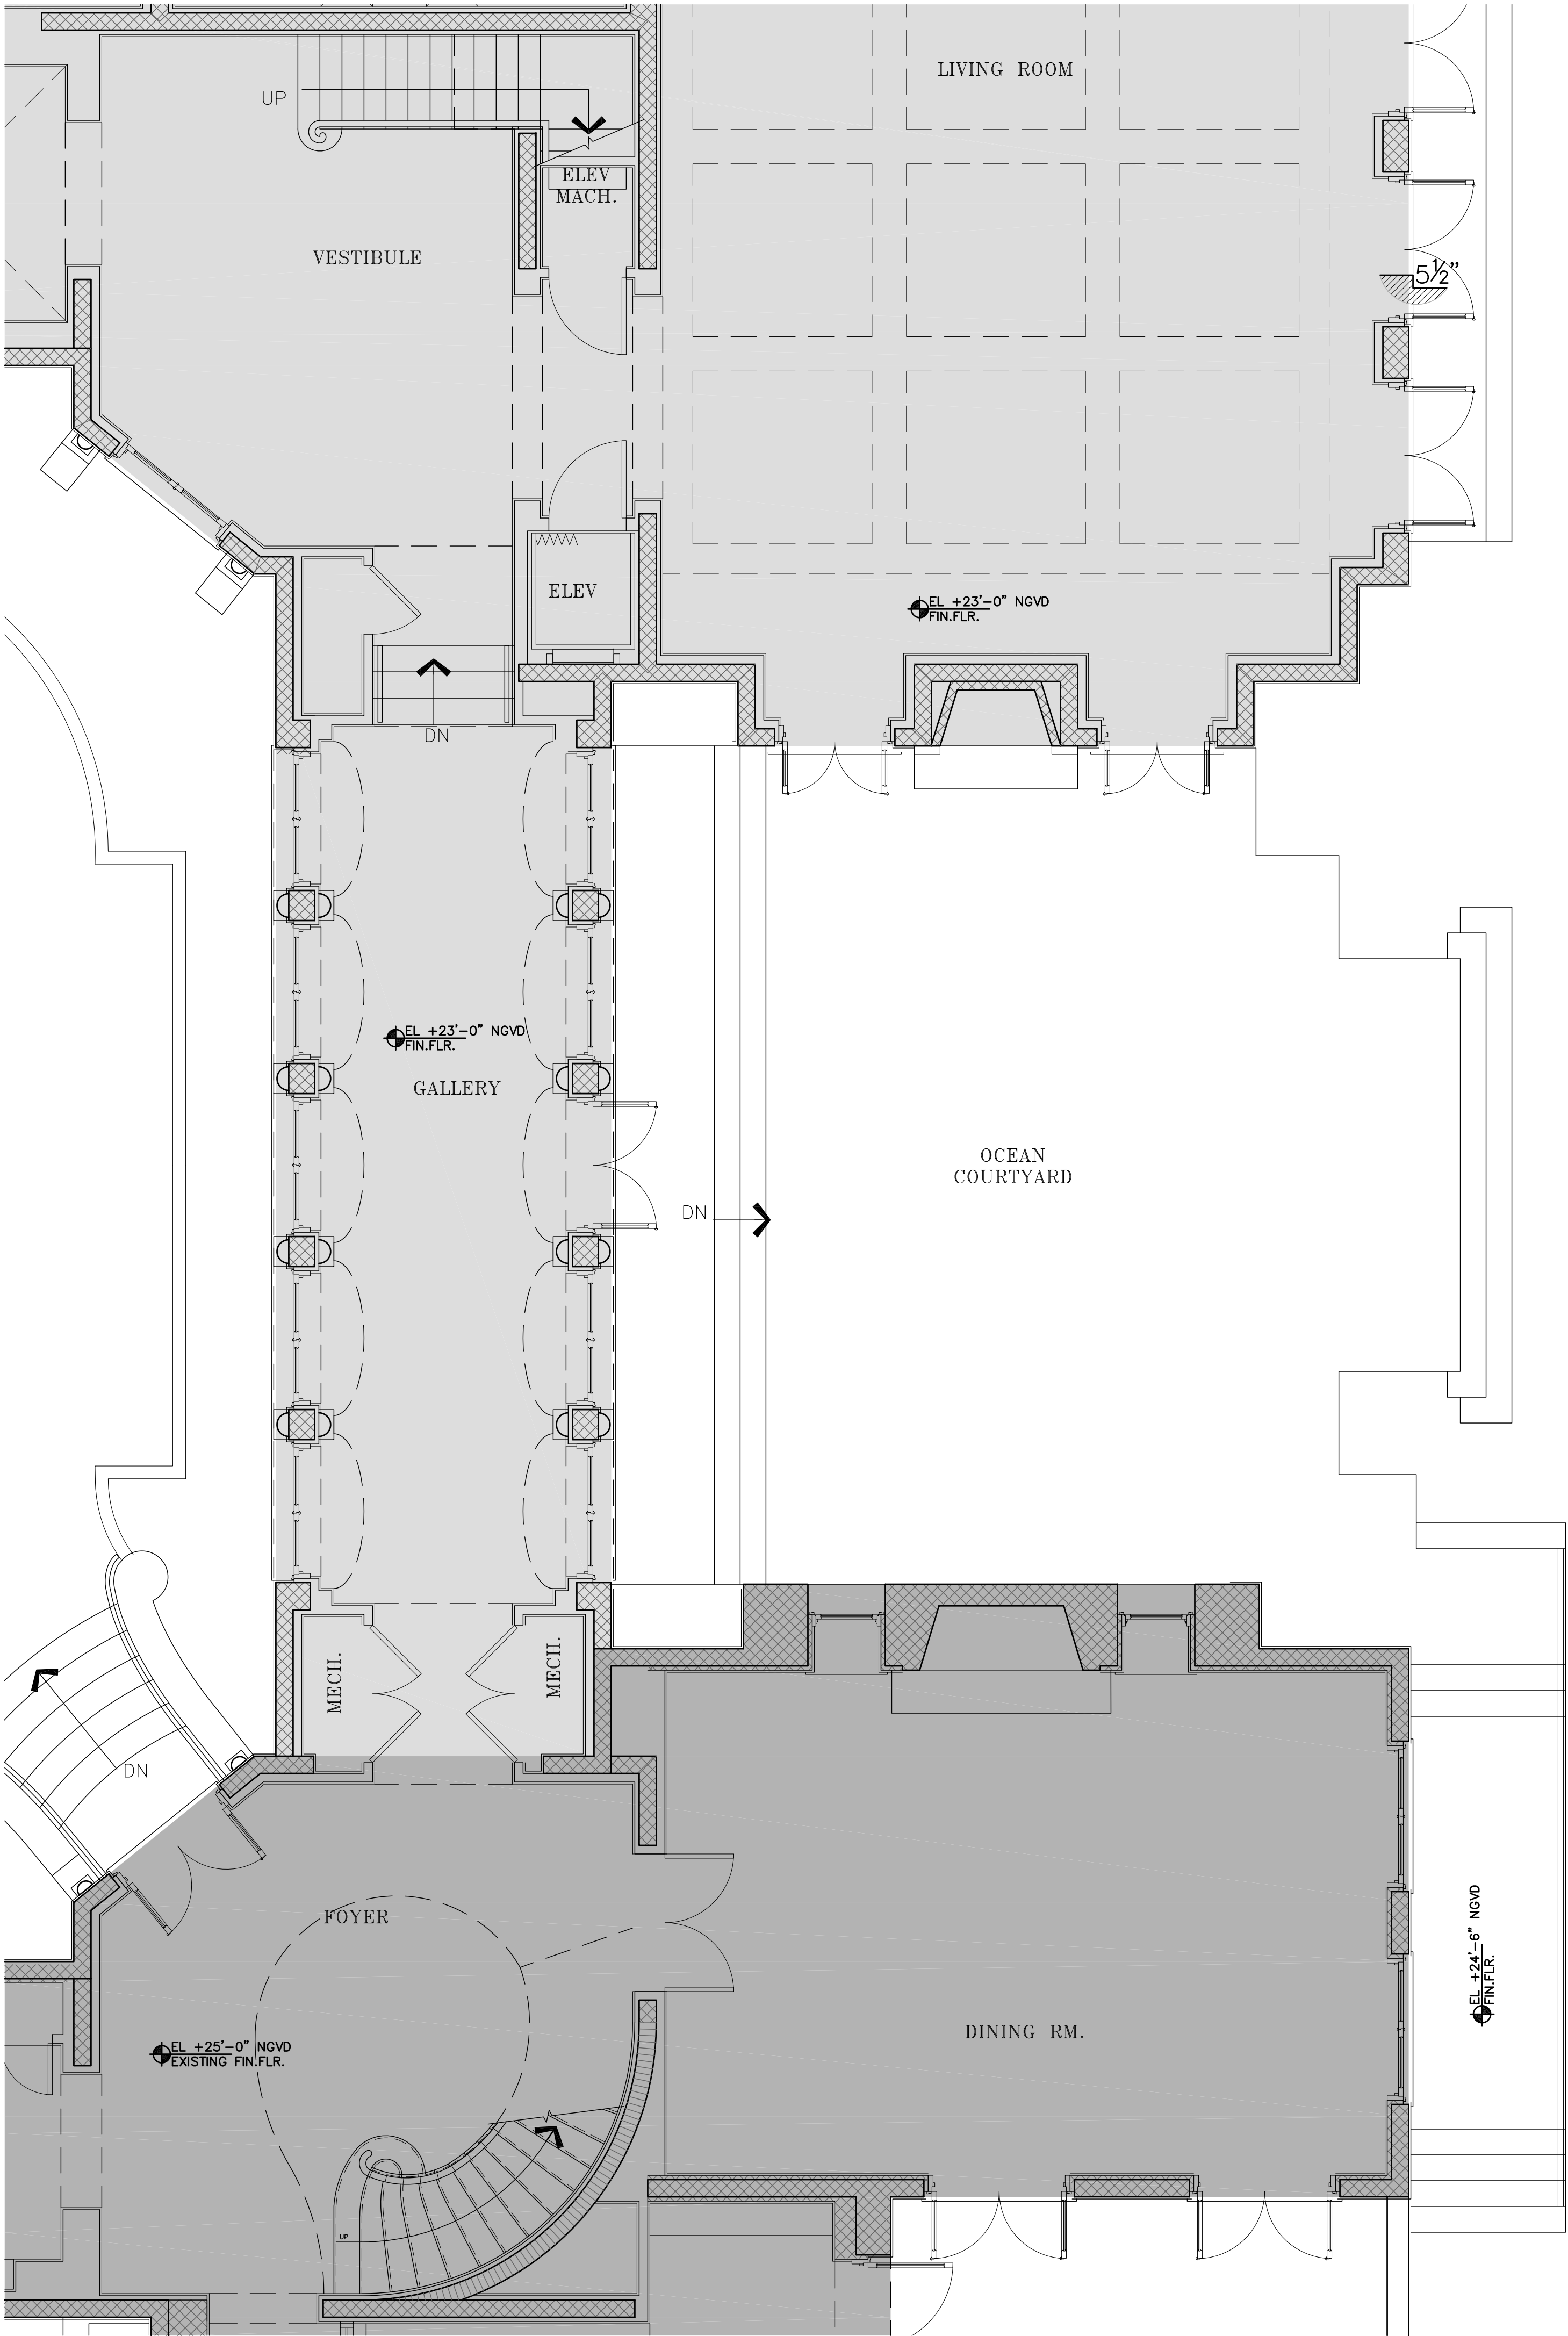 LIVING ROOM
UP
ELEV
MACH.
VESTIBULE
5½"
ELEV
EL +23'-0" NGVD
FIN.FLR.
DN
EL +23'-0" NGVD
FIN.FLR.
GALLERY
OCEAN
COURTYARD
DN
MECH.
MECH.
DN
FOYER
EL +24'-6" NGVD
FIN.FLR.
DINING RM.
EL +25'-0" NGVD
EXISTING FIN.FLR.
UP